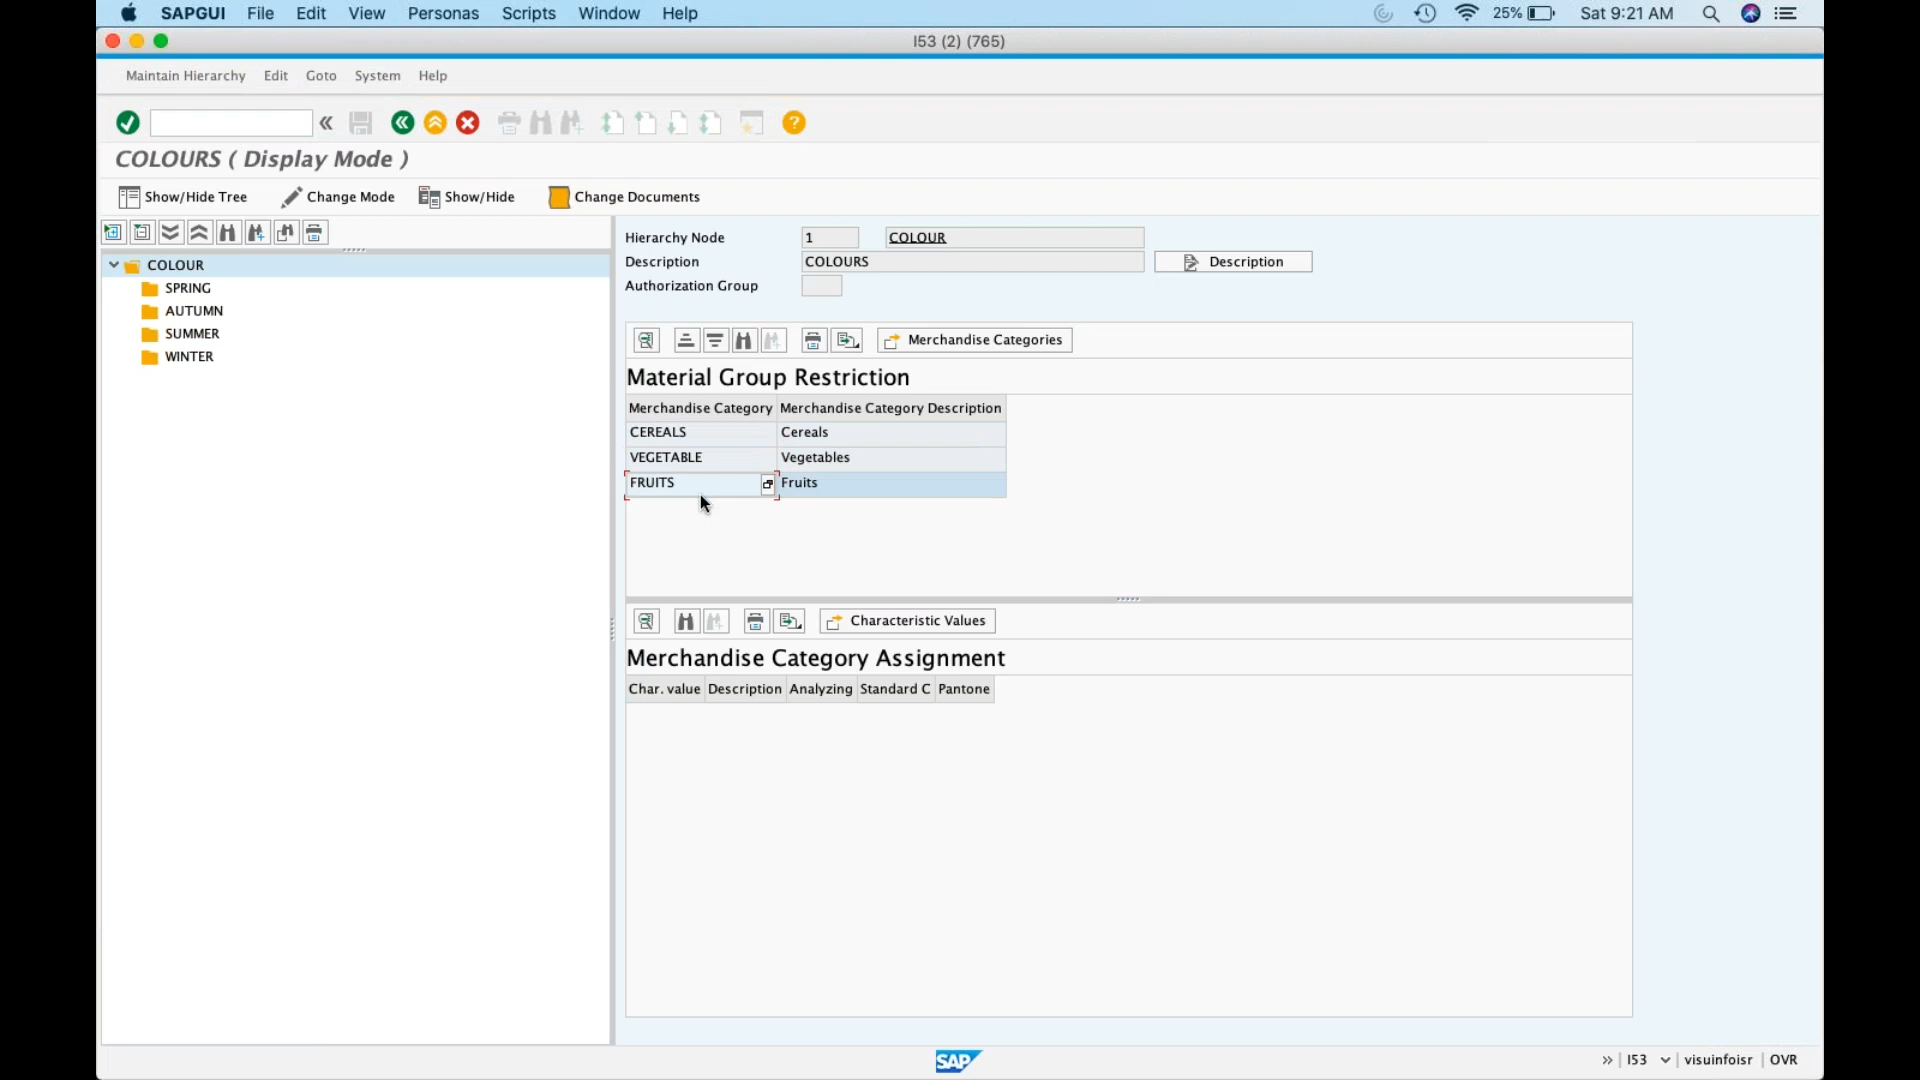 SAPGUI File Edit View Personas Scripts Window Help 25% Sat 9:21 AM
I53 (2) (765)
Maintain Hierarchy Edit Goto System Help
COLOURS ( Display Mode )
Show/Hide Tree Change Mode Show/Hide Change Documents
Hierarchy Node 1 COLOUR
Description COLOURS Description
Authorization Group
COLOUR
SPRING
AUTUMN
SUMMER
WINTER
Merchandise Categories
Material Group Restriction
Merchandise Category Merchandise Category Description
CEREALS Cereals
VEGETABLE Vegetables
FRUITS Fruits
Characteristic Values
Merchandise Category Assignment
Char. value Description Analyzing Standard C Pantone
SAP I53 visuinfoisr OVR